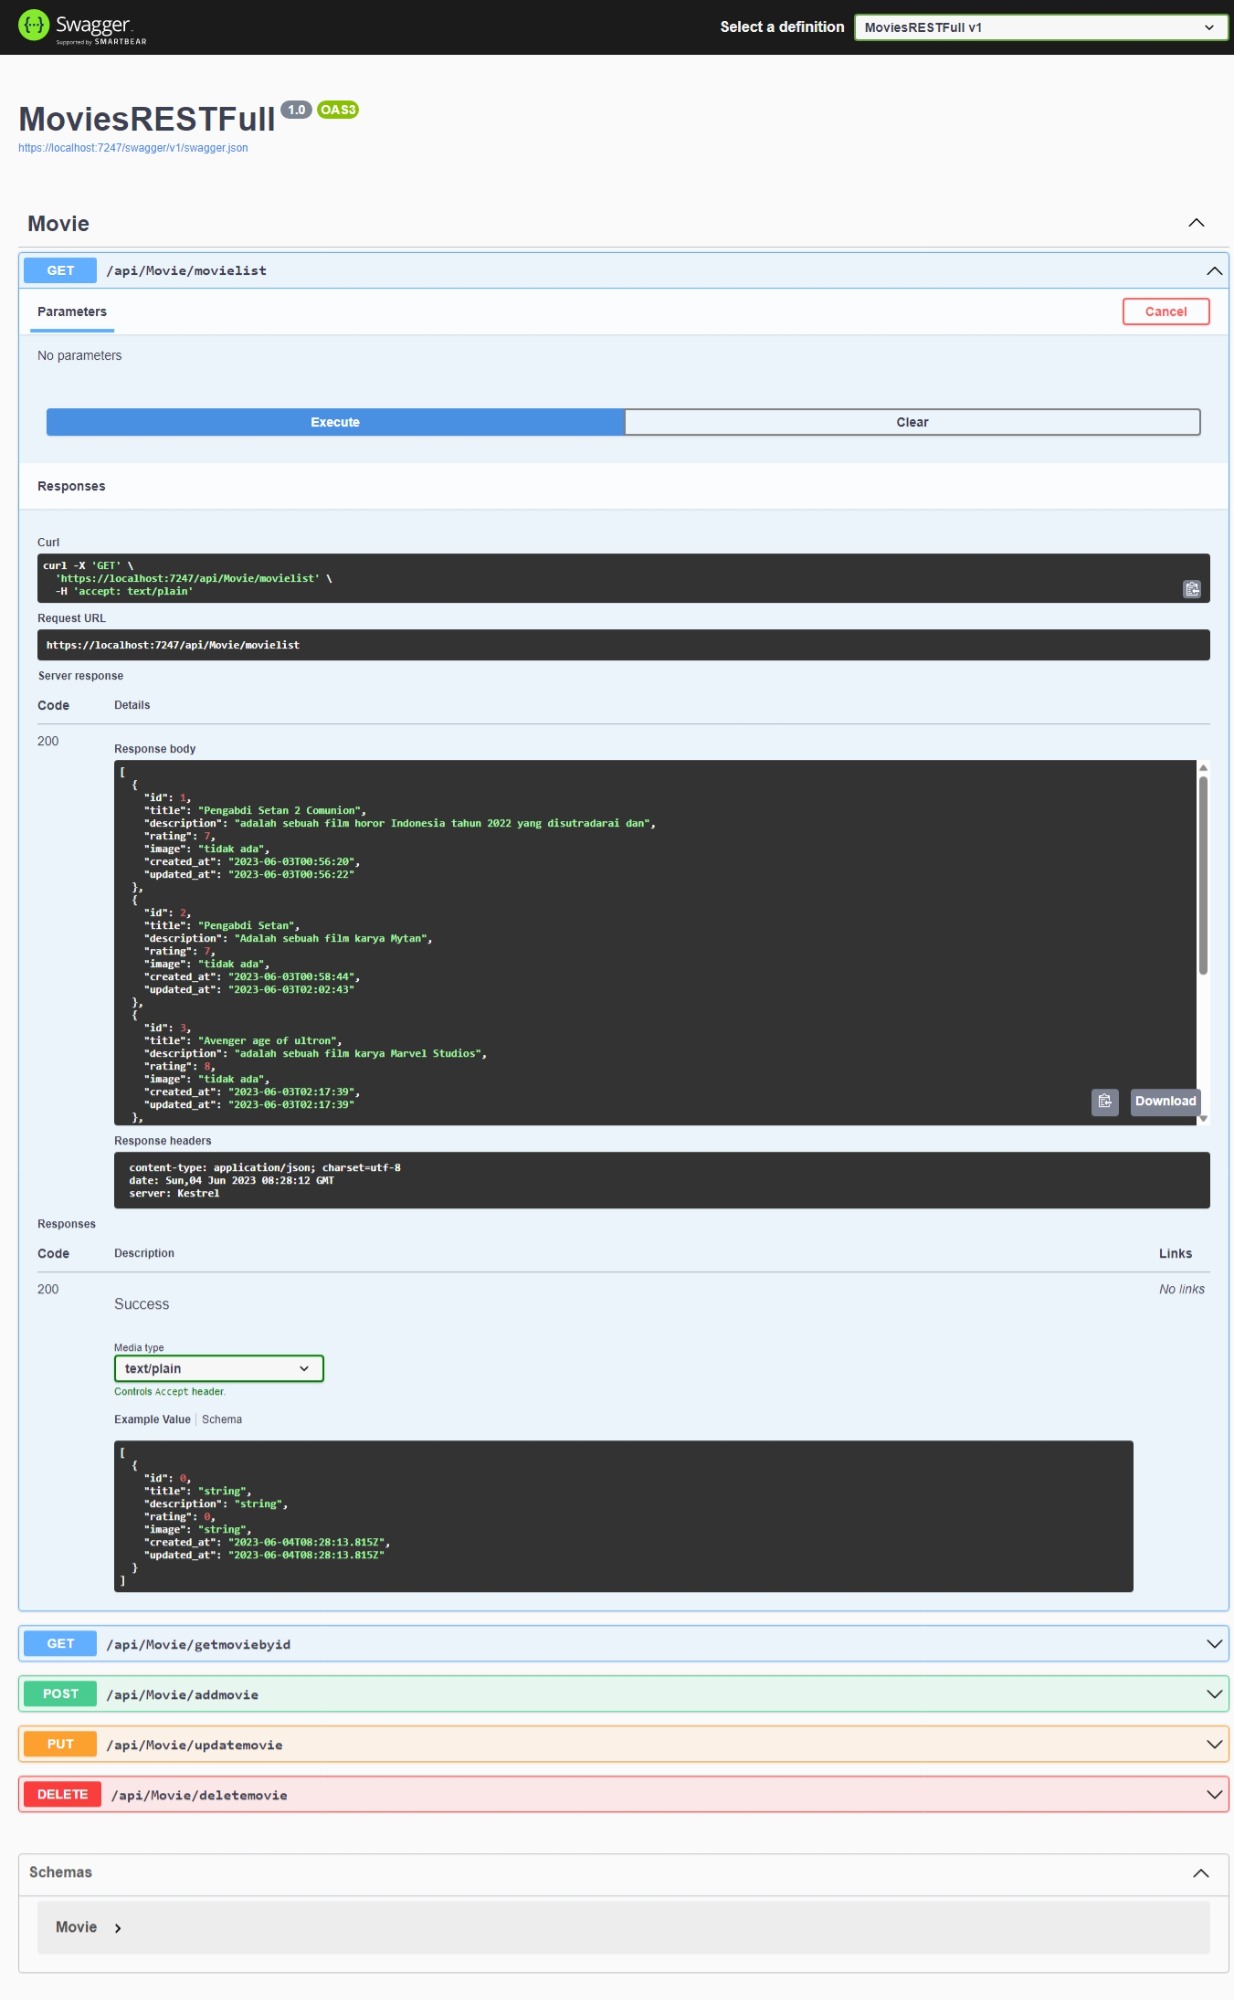 Swagger
Supported by SMARTBEAR
Select a definition
MoviesRESTFull v1
MoviesRESTFull 1.0 OAS3
https://localhost:7247/swagger/v1/swagger.json
Movie
GET /api/Movie/movielist
Parameters
Cancel
No parameters
Execute
Clear
Responses
Curl
curl -X 'GET' \
  'https://localhost:7247/api/Movie/movielist' \
  -H 'accept: text/plain'
Request URL
https://localhost:7247/api/Movie/movielist
Server response
Code Details
200
Response body
[
  {
    "id": 1,
    "title": "Pengabdi Setan 2 Comunion",
    "description": "adalah sebuah film horor Indonesia tahun 2022 yang disutradarai dan",
    "rating": 7,
    "image": "tidak ada",
    "created_at": "2023-06-03T00:56:20",
    "updated_at": "2023-06-03T00:56:22"
  },
  {
    "id": 2,
    "title": "Pengabdi Setan",
    "description": "Adalah sebuah film karya Mytan",
    "rating": 7,
    "image": "tidak ada",
    "created_at": "2023-06-03T00:58:44",
    "updated_at": "2023-06-03T02:02:43"
  },
  {
    "id": 3,
    "title": "Avenger age of ultron",
    "description": "adalah sebuah film karya Marvel Studios",
    "rating": 8,
    "image": "tidak ada",
    "created_at": "2023-06-03T02:17:39",
    "updated_at": "2023-06-03T02:17:39"
  },
Download
Response headers
content-type: application/json; charset=utf-8
date: Sun,04 Jun 2023 08:28:12 GMT
server: Kestrel
Responses
Code Description Links
200
Success
No links
Media type
text/plain
Controls Accept header.
Example Value Schema
[
  {
    "id": 0,
    "title": "string",
    "description": "string",
    "rating": 0,
    "image": "string",
    "created_at": "2023-06-04T08:28:13.815Z",
    "updated_at": "2023-06-04T08:28:13.815Z"
  }
]
GET /api/Movie/getmoviebyid
POST /api/Movie/addmovie
PUT /api/Movie/updatemovie
DELETE /api/Movie/deletemovie
Schemas
Movie